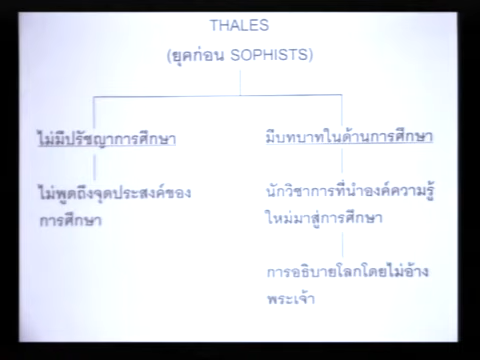 THALES
(ยุคก่อน SOPHISTS)
ไม่มีปรัชญาการศึกษา
มีบทบาทในด้านการศึกษา
ไม่พูดถึงจุดประสงค์ของ
การศึกษา
นักวิชาการที่นำองค์ความรู้
ใหม่มาสู่การศึกษา
การอธิบายโลกโดยไม่อ้าง
พระเจ้า